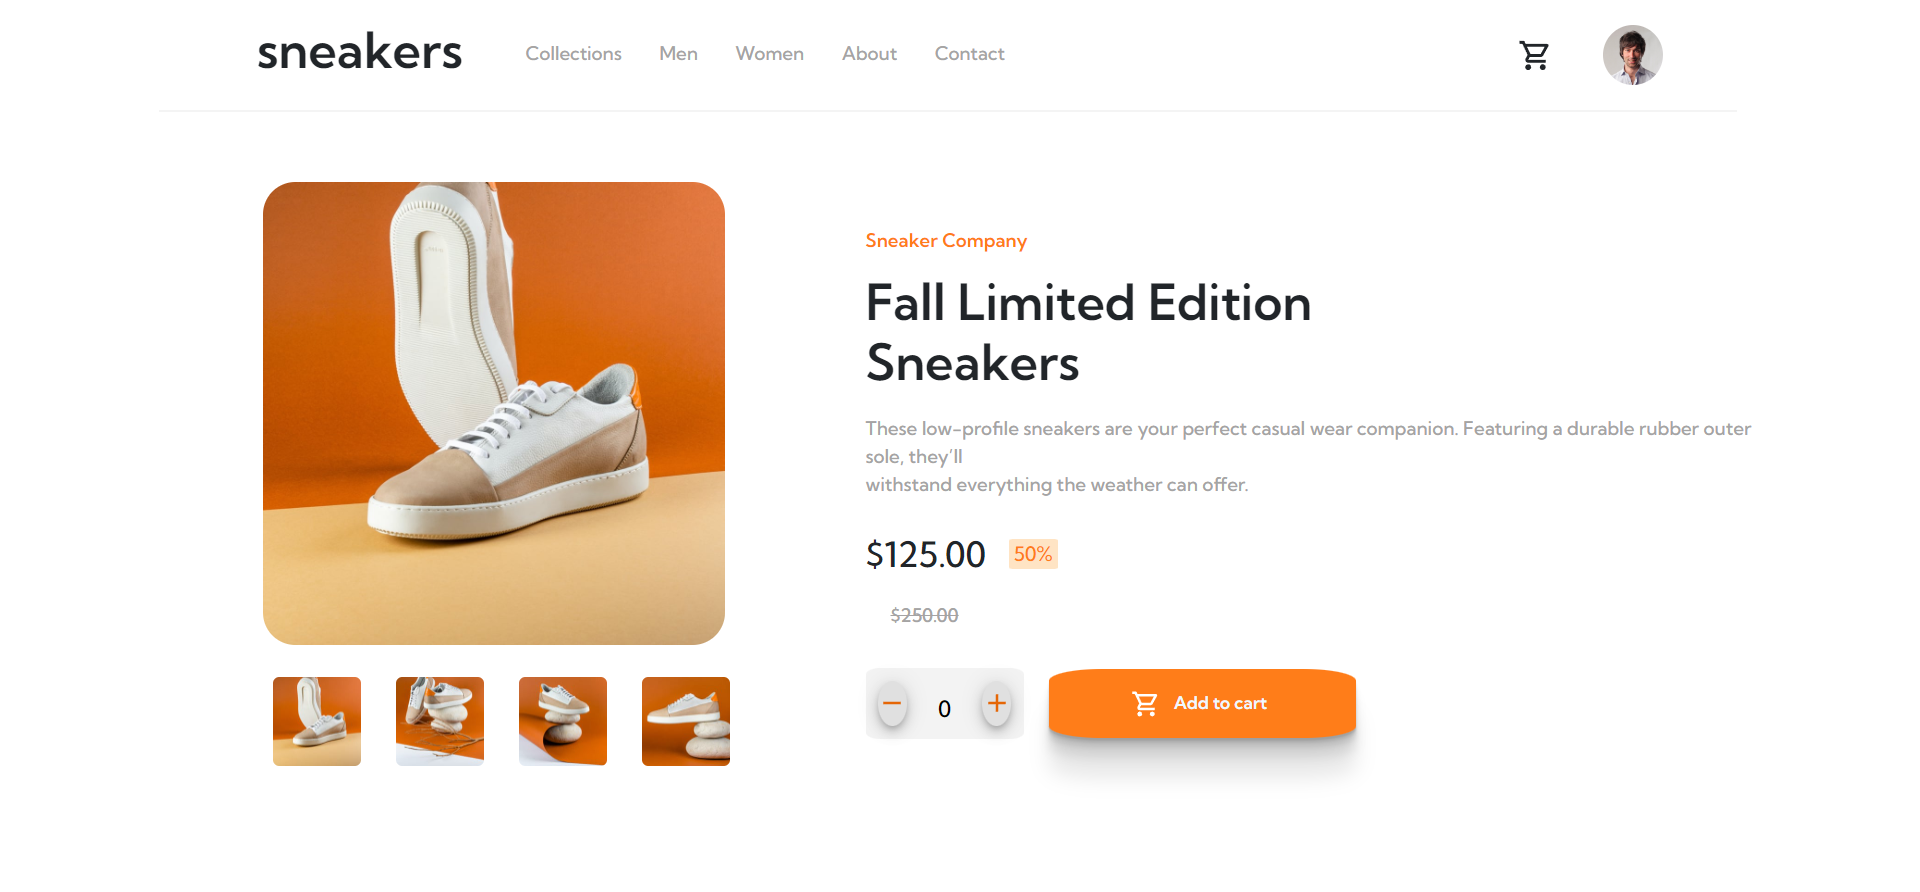 sneakers
Collections Men Women About Contact
Sneaker Company
Fall Limited Edition
Sneakers
These low-profile sneakers are your perfect casual wear companion. Featuring a durable rubber outer
sole, they’ll
withstand everything the weather can offer.
$125.00 50%
$250.00
− 0 + Add to cart